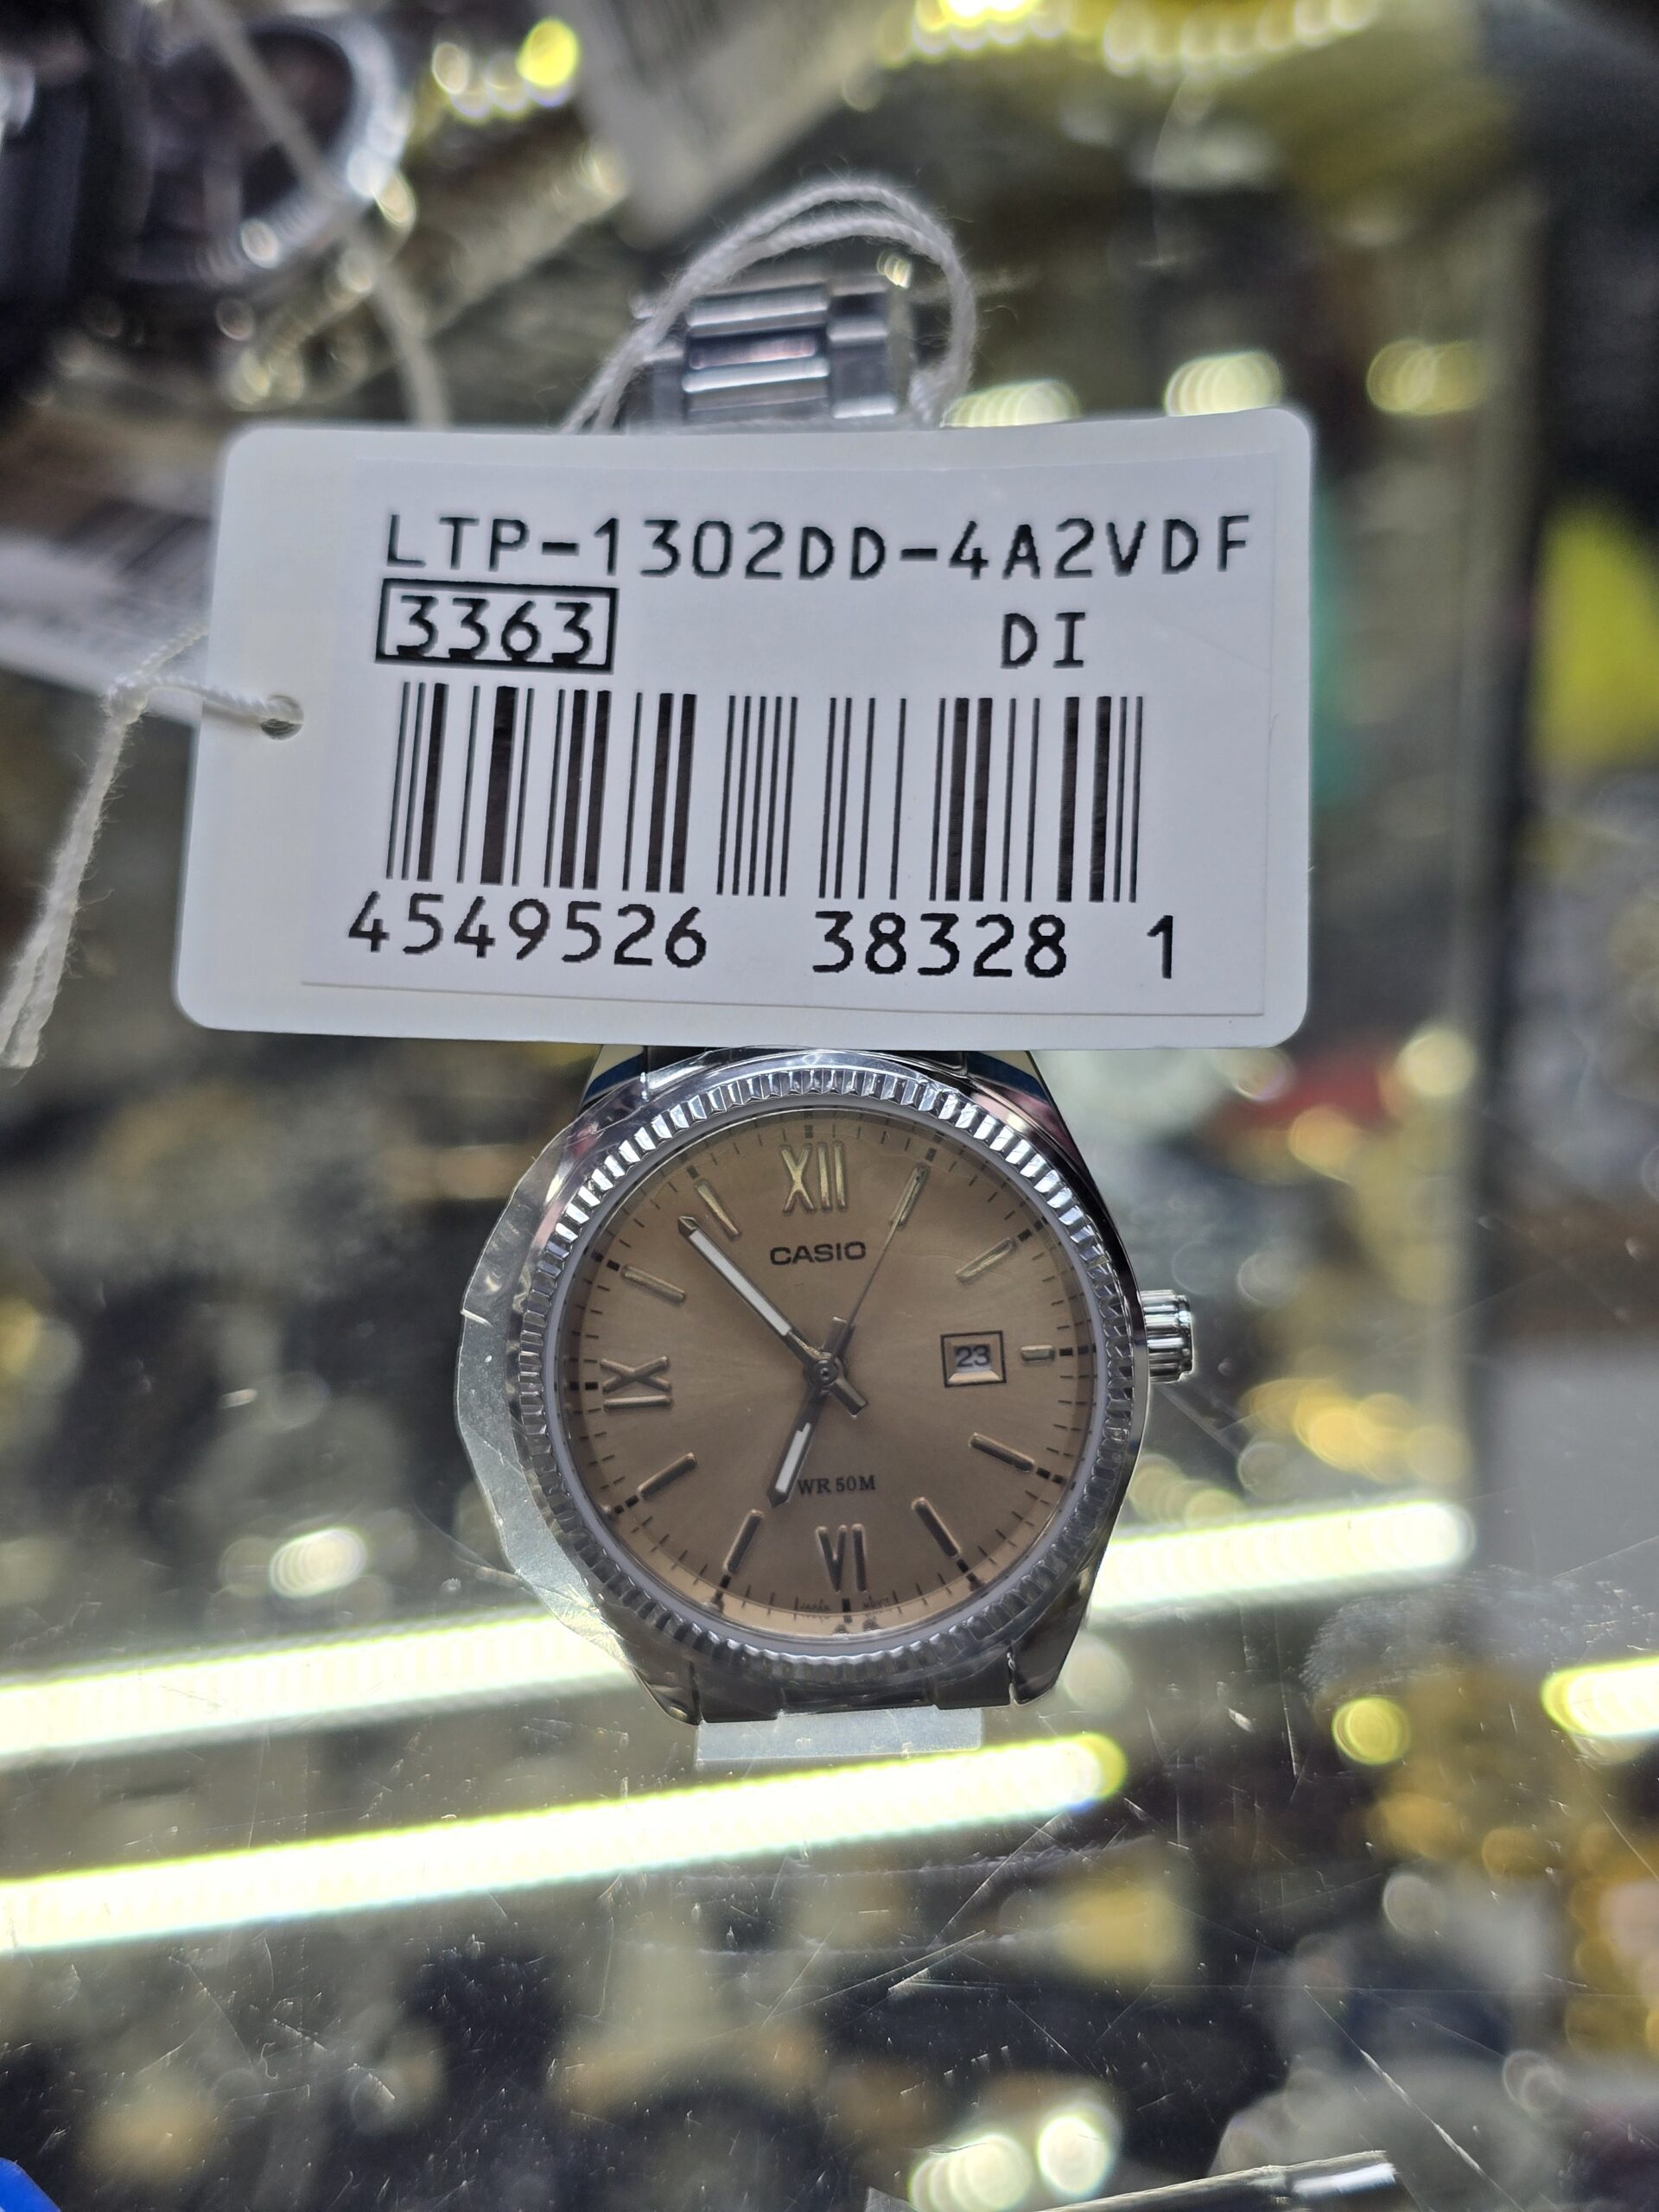 LTP-1302DD-4A2VDF
3363 DI
4549526 38328 1
XII
CASIO
IX
23
WR 50M
VI